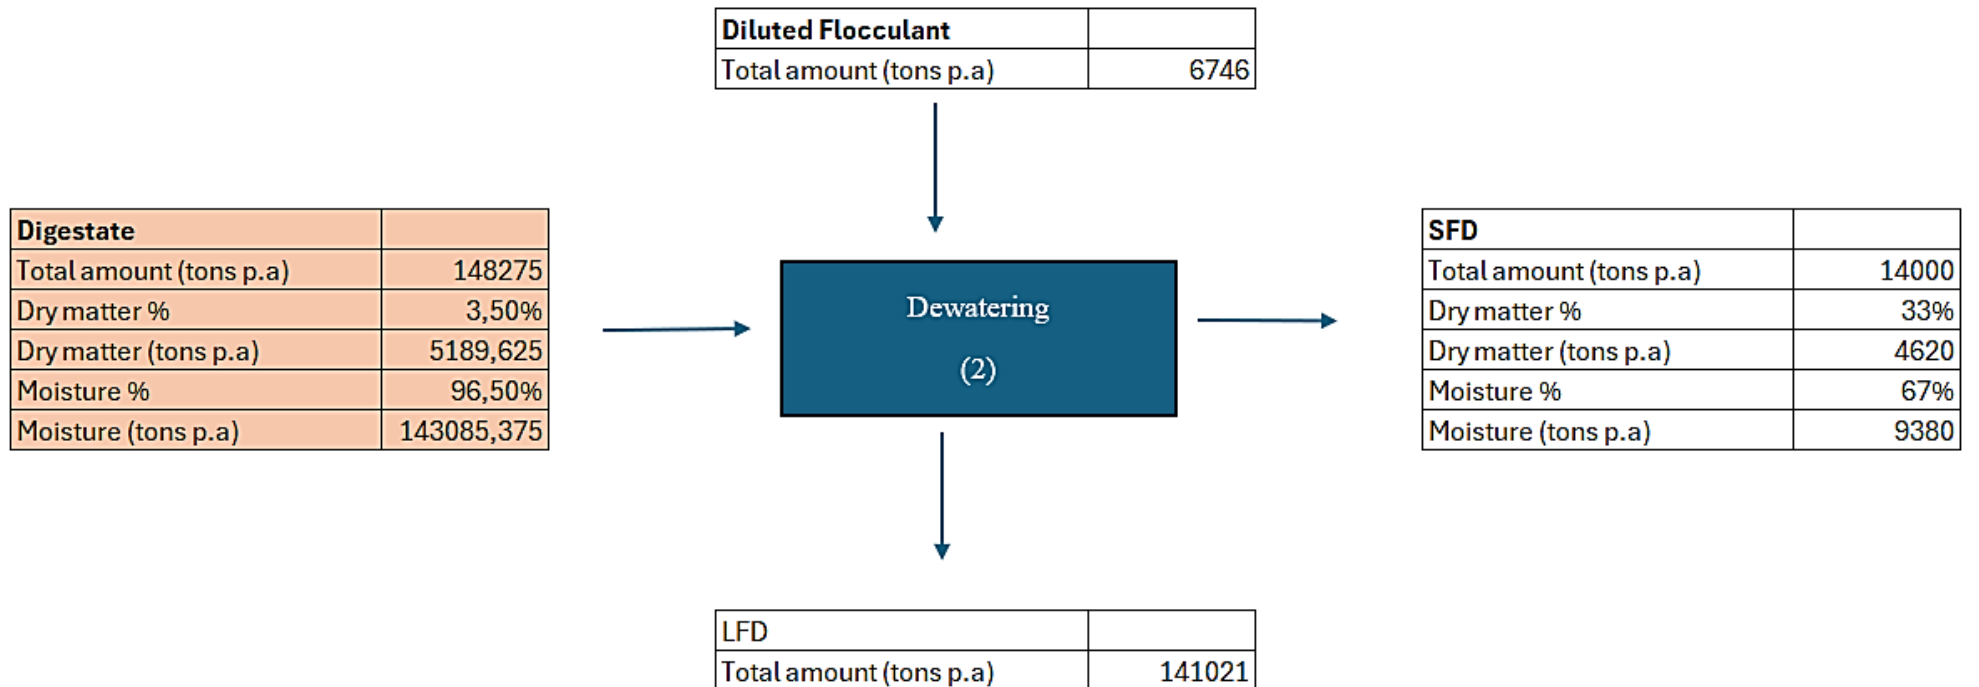 Diluted Flocculant
Total amount (tons p.a) 6746
Digestate
Total amount (tons p.a) 148275
Dry matter % 3,50%
Dry matter (tons p.a) 5189,625
Moisture % 96,50%
Moisture (tons p.a) 143085,375
Dewatering
(2)
SFD
Total amount (tons p.a) 14000
Dry matter % 33%
Dry matter (tons p.a) 4620
Moisture % 67%
Moisture (tons p.a) 9380
LFD
Total amount (tons p.a) 141021